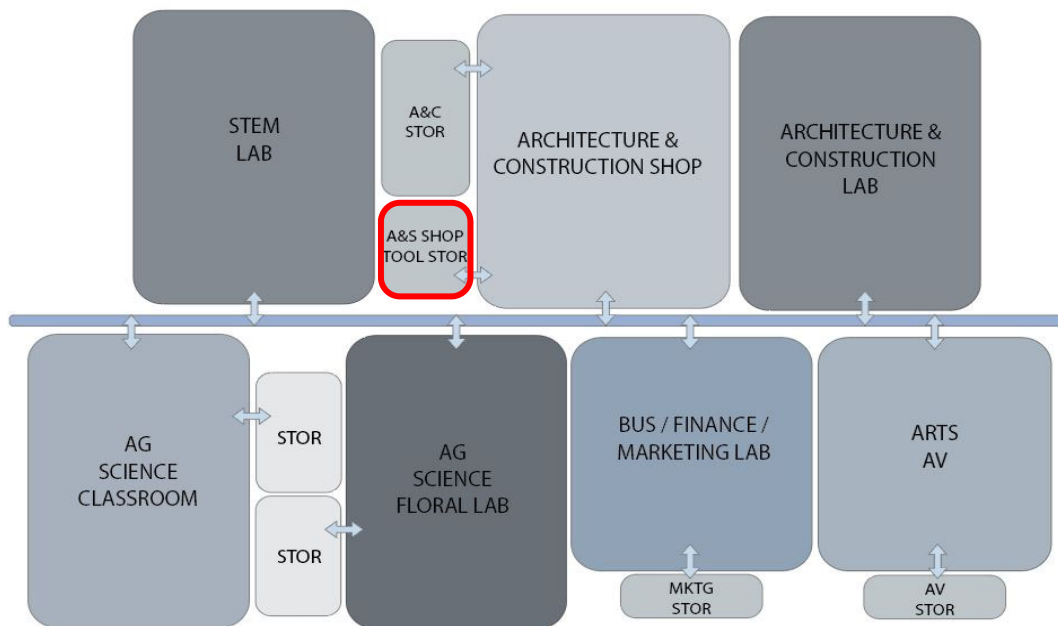 STEM
LAB
A&C
STOR
A&S SHOP
TOOL STOR
ARCHITECTURE &
CONSTRUCTION SHOP
ARCHITECTURE &
CONSTRUCTION
LAB
AG
SCIENCE
CLASSROOM
STOR
STOR
AG
SCIENCE
FLORAL LAB
BUS / FINANCE /
MARKETING LAB
MKTG
STOR
ARTS
AV
AV
STOR